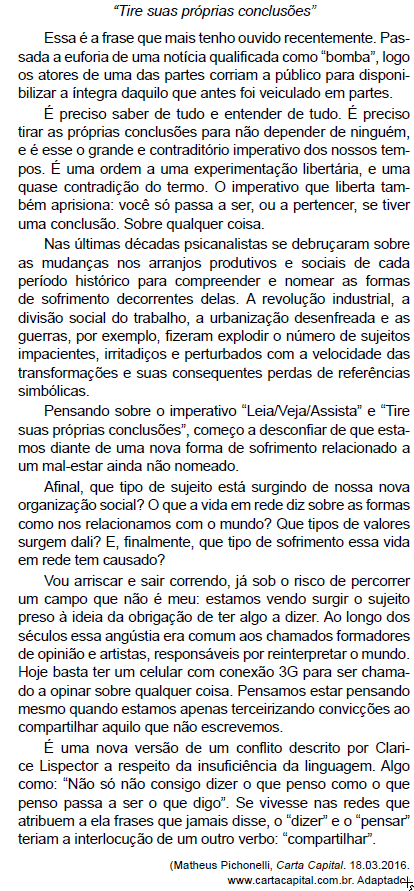 “Tire suas próprias conclusões”
Essa é a frase que mais tenho ouvido recentemente. Pas-
sada a euforia de uma notícia qualificada como “bomba”, logo
os atores de uma das partes corriam a público para disponi-
bilizar a íntegra daquilo que antes foi veiculado em partes.
É preciso saber de tudo e entender de tudo. É preciso
tirar as próprias conclusões para não depender de ninguém,
e é esse o grande e contraditório imperativo dos nossos tem-
pos. É uma ordem a uma experimentação libertária, e uma
quase contradição do termo. O imperativo que liberta tam-
bém aprisiona: você só passa a ser, ou a pertencer, se tiver
uma conclusão. Sobre qualquer coisa.
Nas últimas décadas psicanalistas se debruçaram sobre
as mudanças nos arranjos produtivos e sociais de cada
período histórico para compreender e nomear as formas
de sofrimento decorrentes delas. A revolução industrial, a
divisão social do trabalho, a urbanização desenfreada e as
guerras, por exemplo, fizeram explodir o número de sujeitos
impacientes, irritadiços e perturbados com a velocidade das
transformações e suas consequentes perdas de referências
simbólicas.
Pensando sobre o imperativo “Leia/Veja/Assista” e “Tire
suas próprias conclusões”, começo a desconfiar de que esta-
mos diante de uma nova forma de sofrimento relacionado a
um mal-estar ainda não nomeado.
Afinal, que tipo de sujeito está surgindo de nossa nova
organização social? O que a vida em rede diz sobre as formas
como nos relacionamos com o mundo? Que tipos de valores
surgem dali? E, finalmente, que tipo de sofrimento essa vida
em rede tem causado?
Vou arriscar e sair correndo, já sob o risco de percorrer
um campo que não é meu: estamos vendo surgir o sujeito
preso à ideia da obrigação de ter algo a dizer. Ao longo dos
séculos essa angústia era comum aos chamados formadores
de opinião e artistas, responsáveis por reinterpretar o mundo.
Hoje basta ter um celular com conexão 3G para ser chama-
do a opinar sobre qualquer coisa. Pensamos estar pensando
mesmo quando estamos apenas terceirizando convicções ao
compartilhar aquilo que não escrevemos.
É uma nova versão de um conflito descrito por Clari-
ce Lispector a respeito da insuficiência da linguagem. Algo
como: “Não só não consigo dizer o que penso como o que
penso passa a ser o que digo”. Se vivesse nas redes que
atribuem a ela frases que jamais disse, o “dizer” e o “pensar”
teriam a interlocução de um outro verbo: “compartilhar”.
(Matheus Pichonelli, Carta Capital. 18.03.2016.
www.cartacapital.com.br. Adaptado)